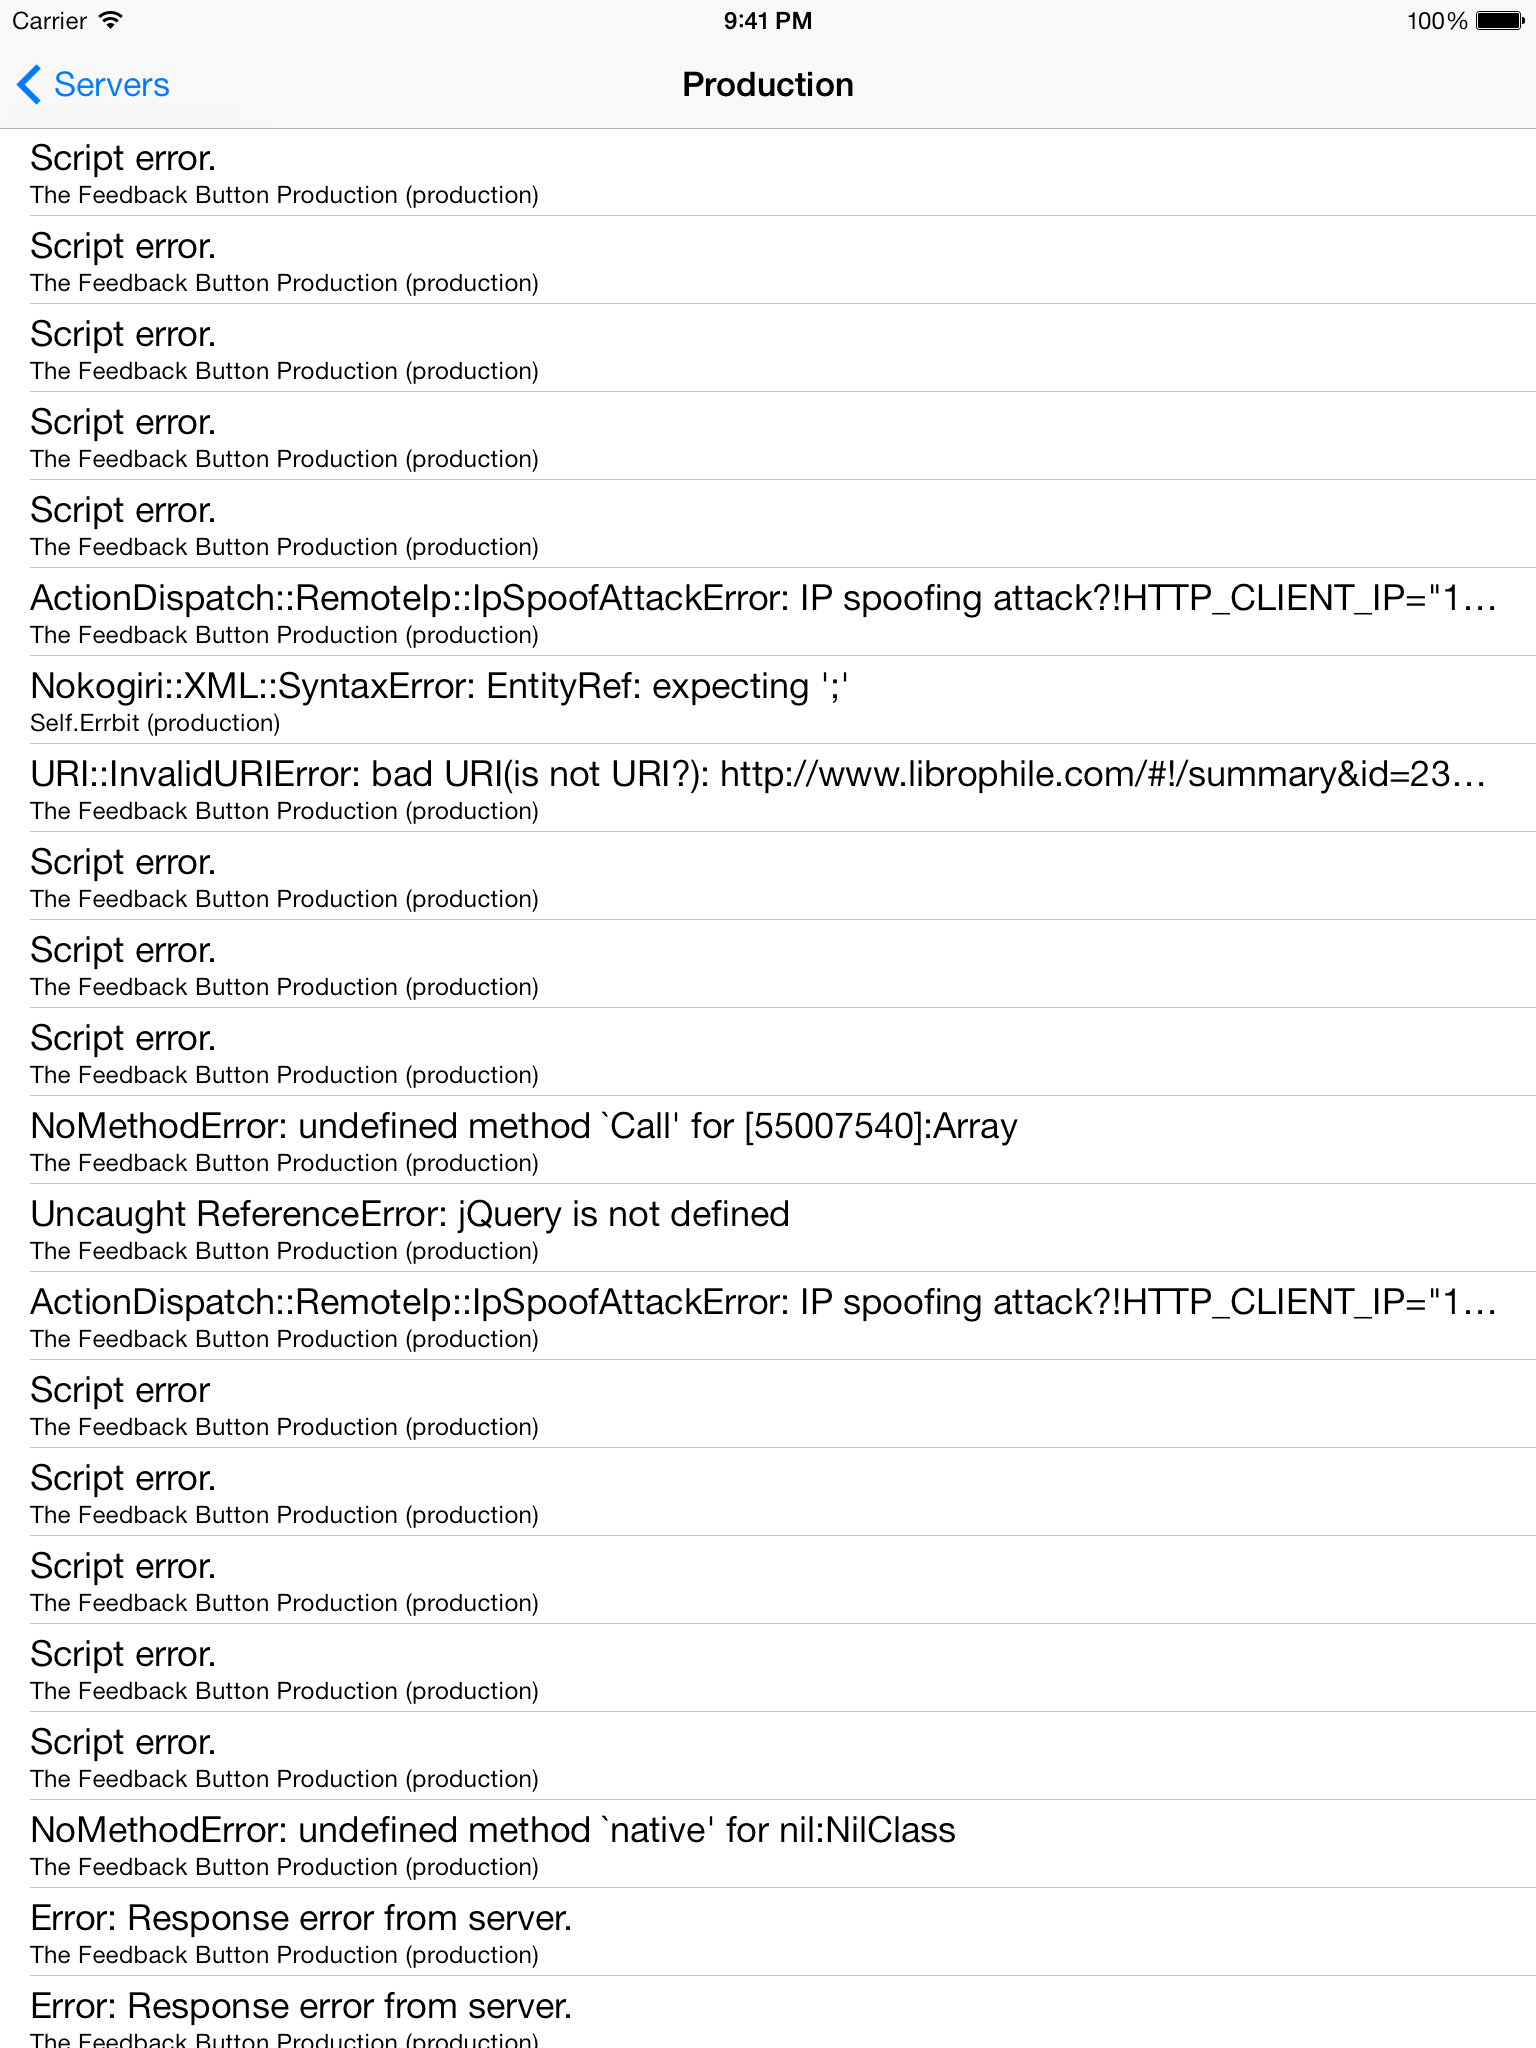 Carrier 9:41 PM 100%
Servers Production
Script error.
The Feedback Button Production (production)
Script error.
The Feedback Button Production (production)
Script error.
The Feedback Button Production (production)
Script error.
The Feedback Button Production (production)
Script error.
The Feedback Button Production (production)
ActionDispatch::RemoteIp::IpSpoofAttackError: IP spoofing attack?!HTTP_CLIENT_IP="1...
The Feedback Button Production (production)
Nokogiri::XML::SyntaxError: EntityRef: expecting ';'
Self.Errbit (production)
URI::InvalidURIError: bad URI(is not URI?): http://www.librophile.com/#!/summary&id=23...
The Feedback Button Production (production)
Script error.
The Feedback Button Production (production)
Script error.
The Feedback Button Production (production)
Script error.
The Feedback Button Production (production)
NoMethodError: undefined method `Call' for [55007540]:Array
The Feedback Button Production (production)
Uncaught ReferenceError: jQuery is not defined
The Feedback Button Production (production)
ActionDispatch::RemoteIp::IpSpoofAttackError: IP spoofing attack?!HTTP_CLIENT_IP="1...
The Feedback Button Production (production)
Script error
The Feedback Button Production (production)
Script error.
The Feedback Button Production (production)
Script error.
The Feedback Button Production (production)
Script error.
The Feedback Button Production (production)
Script error.
The Feedback Button Production (production)
NoMethodError: undefined method `native' for nil:NilClass
The Feedback Button Production (production)
Error: Response error from server.
The Feedback Button Production (production)
Error: Response error from server.
The Feedback Button Production (production)